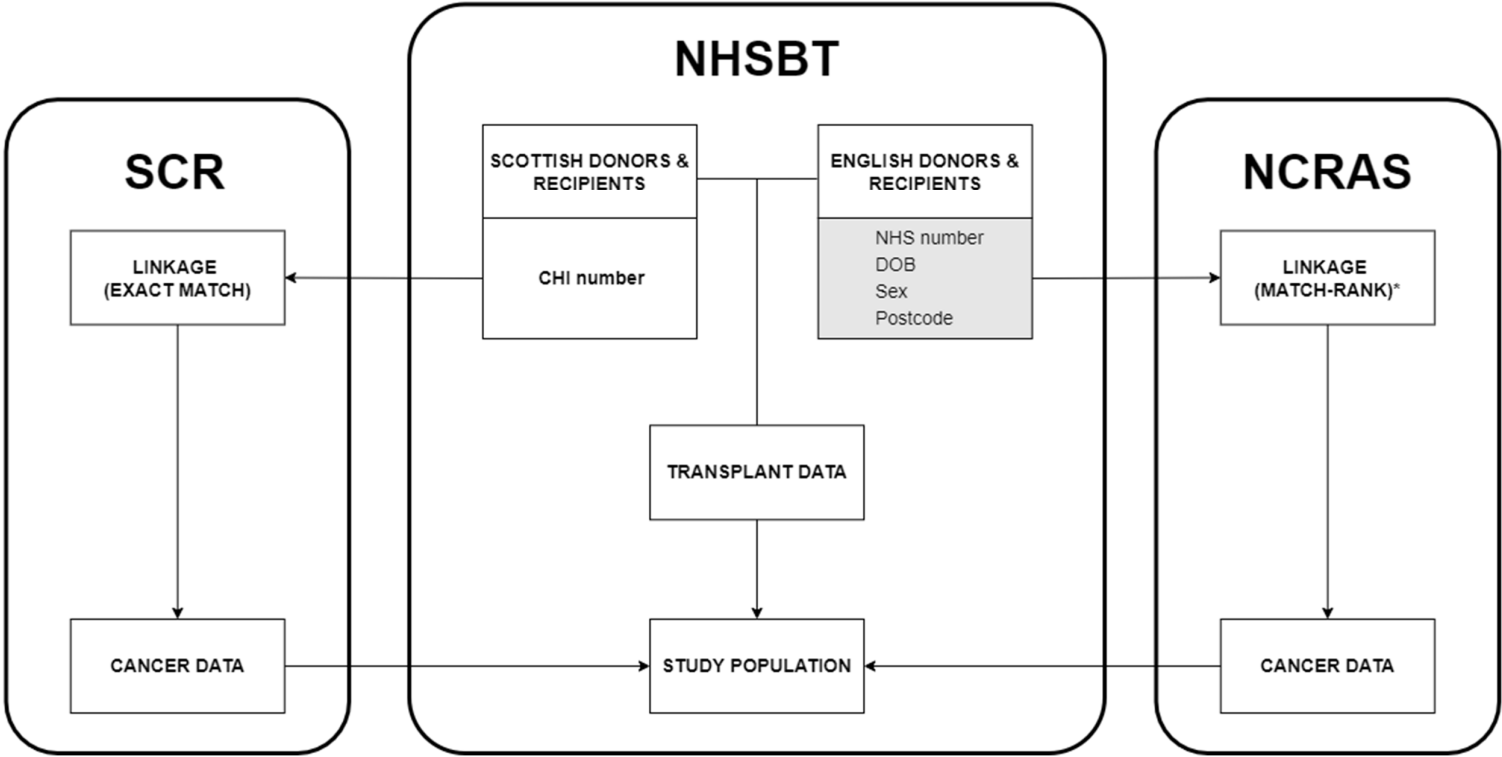 NHSBT
SCR
NCRAS
SCOTTISH DONORS &
RECIPIENTS
CHI number
ENGLISH DONORS &
RECIPIENTS
NHS number
DOB
Sex
Postcode
LINKAGE
(EXACT MATCH)
LINKAGE
(MATCH-RANK)*
TRANSPLANT DATA
CANCER DATA
STUDY POPULATION
CANCER DATA